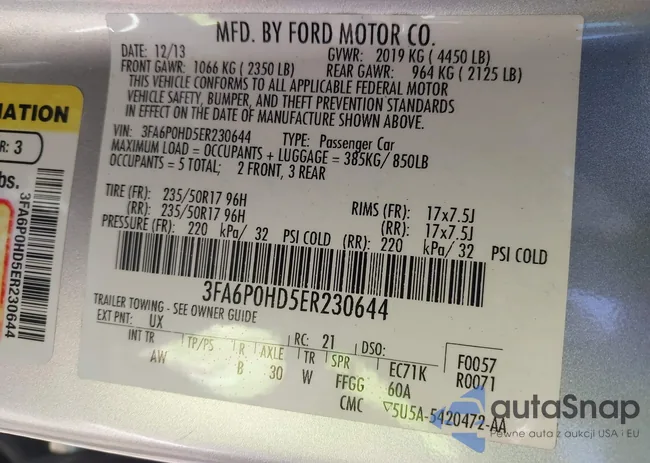 MFD. BY FORD MOTOR CO.
DATE: 12/13
GVWR: 2019 KG ( 4450 LB)
FRONT GAWR: 1066 KG ( 2350 LB)
REAR GAWR: 964 KG ( 2125 LB)
THIS VEHICLE CONFORMS TO ALL APPLICABLE FEDERAL MOTOR
VEHICLE SAFETY, BUMPER, AND THEFT PREVENTION STANDARDS
IN EFFECT ON THE DATE OF MANUFACTURE SHOWN ABOVE.
VIN: 3FA6P0HD5ER230644 TYPE: Passenger Car
MAXIMUM LOAD = OCCUPANTS + LUGGAGE = 385KG/ 850LB
OCCUPANTS = 5 TOTAL; 2 FRONT, 3 REAR
TIRE (FR): 235/50R17 96H RIMS (FR): 17x7.5J
(RR): 235/50R17 96H (RR): 17x7.5J
PRESSURE (FR): 220 kPa/ 32 PSI COLD (RR): 220 kPa/ 32 PSI COLD
3FA6P0HD5ER230644
TRAILER TOWING - SEE OWNER GUIDE
EXT PNT: UX RC: 21 DSO: F0057
INT TR TP/PS R AXLE TR SPR EC71K R0071
AW B 30 W FFGG 60A
CMC ▽5U5A-5420472-AA
MATION
R: 3
bs.
3FA6P0HD5ER230644
autaSnap
Pewne auta z aukcji USA i EU